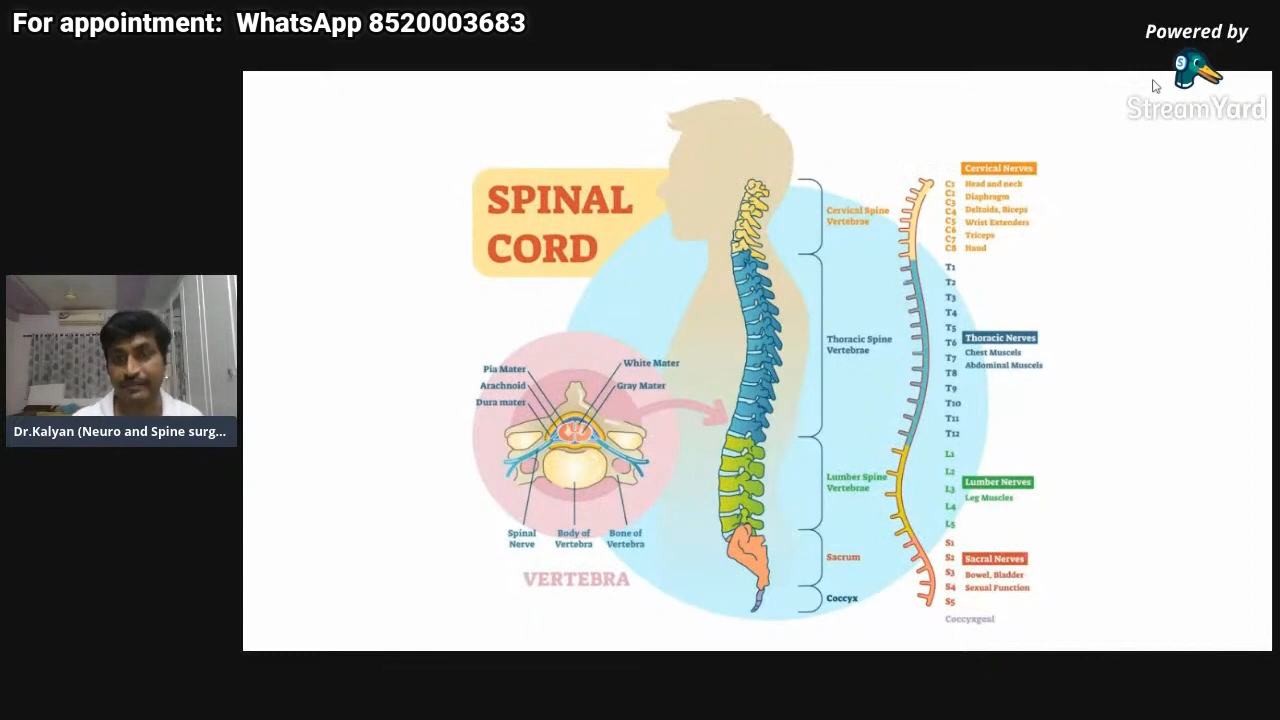 For appointment: WhatsApp 8520003683
Powered by
S
StreamYard
SPINAL
CORD
Cervical Spine
Vertebrae
Thoracic Spine
Vertebrae
Lumber Spine
Vertebrae
Sacrum
Coccyx
Cervical Nerves
C1
Head and neck
C2
Diaphragm
C3
C4
Deltoids, Biceps
C5
Wrist Extenders
C6
C7
Triceps
C8
Hand
T1
T2
T3
T4
T5
T6
T7
T8
T9
T10
T11
T12
Thoracic Nerves
Chest Muscels
Abdominal Muscels
L1
L2
L3
L4
L5
Lumber Nerves
Leg Muscles
S1
S2
S3
S4
S5
Sacral Nerves
Bowel, Bladder
Sexual Function
Coccyxgeal
Pia Mater
Arachnoid
Dura mater
White Mater
Gray Mater
Spinal
Nerve
Body of
Vertebra
Bone of
Vertebra
VERTEBRA
Dr.Kalyan (Neuro and Spine surg...